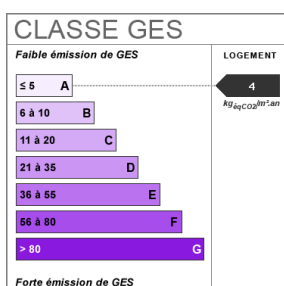 CLASSE GES
Faible émission de GES
LOGEMENT
≤ 5 A
4
kgéqCO2/m².an
6 à 10 B
11 à 20 C
21 à 35 D
36 à 55 E
56 à 80 F
> 80 G
Forte émission de GES